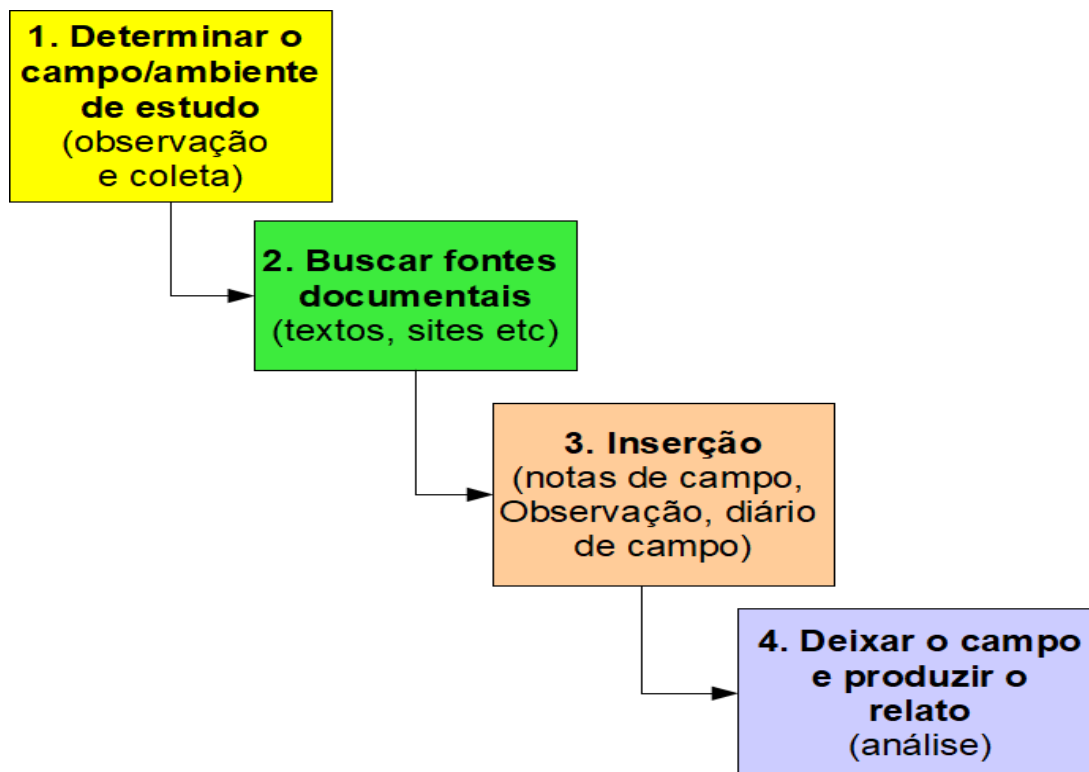 1. Determinar o
campo/ambiente
de estudo
(observação
e coleta)
2. Buscar fontes
documentais
(textos, sites etc)
3. Inserção
(notas de campo,
Observação, diário
de campo)
4. Deixar o campo
e produzir o
relato
(análise)